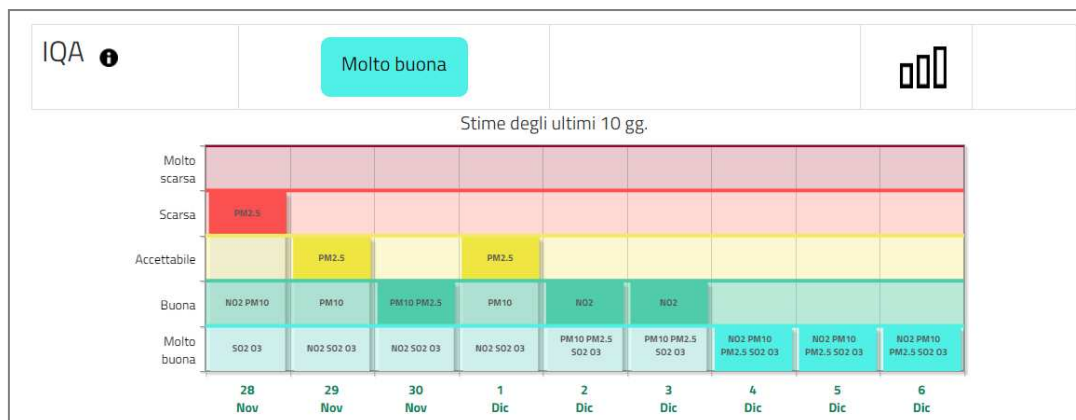 IQA
Molto buona
Stime degli ultimi 10 gg.
Molto
scarsa
Scarsa
PM2.5
Accettabile
PM2.5
PM2.5
Buona
NO2 PM10
PM10
PM10 PM2.5
PM10
NO2
NO2
Molto
buona
SO2 O3
NO2 SO2 O3
NO2 SO2 O3
NO2 SO2 O3
PM10 PM2.5
SO2 O3
PM10 PM2.5
SO2 O3
NO2 PM10
PM2.5 SO2 O3
NO2 PM10
PM2.5 SO2 O3
NO2 PM10
PM2.5 SO2 O3
28
Nov
29
Nov
30
Nov
1
Dic
2
Dic
3
Dic
4
Dic
5
Dic
6
Dic